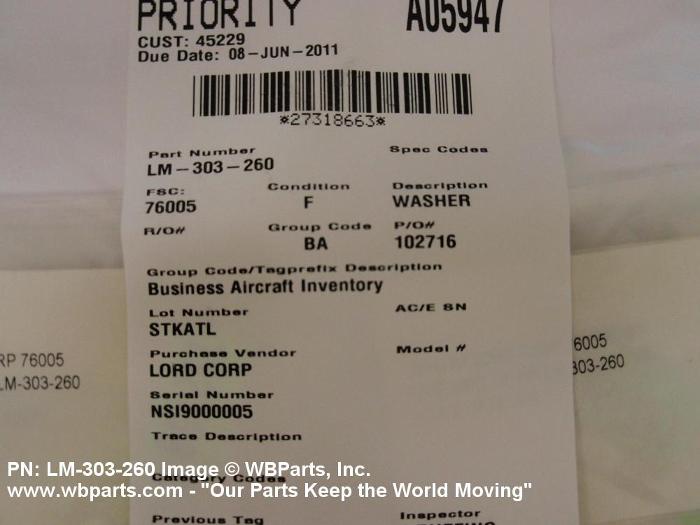 PRIORITY A05947
CUST: 45229
Due Date: 08-JUN-2011
*27318663*
Part Number Spec Codes
LM-303-260
FSC: Condition Description
76005 F WASHER
R/O# Group Code P/O#
BA 102716
Group Code/Tagprefix Description
Business Aircraft Inventory
Lot Number AC/E SN
STKATL
Purchase Vendor Model #
LORD CORP
Serial Number
NSI9000005
Trace Description
Category Codes
Previous Tag Inspector
RP 76005
LM-303-260
6005
303-260
PN: LM-303-260 Image © WBParts, Inc.
www.wbparts.com - "Our Parts Keep the World Moving"